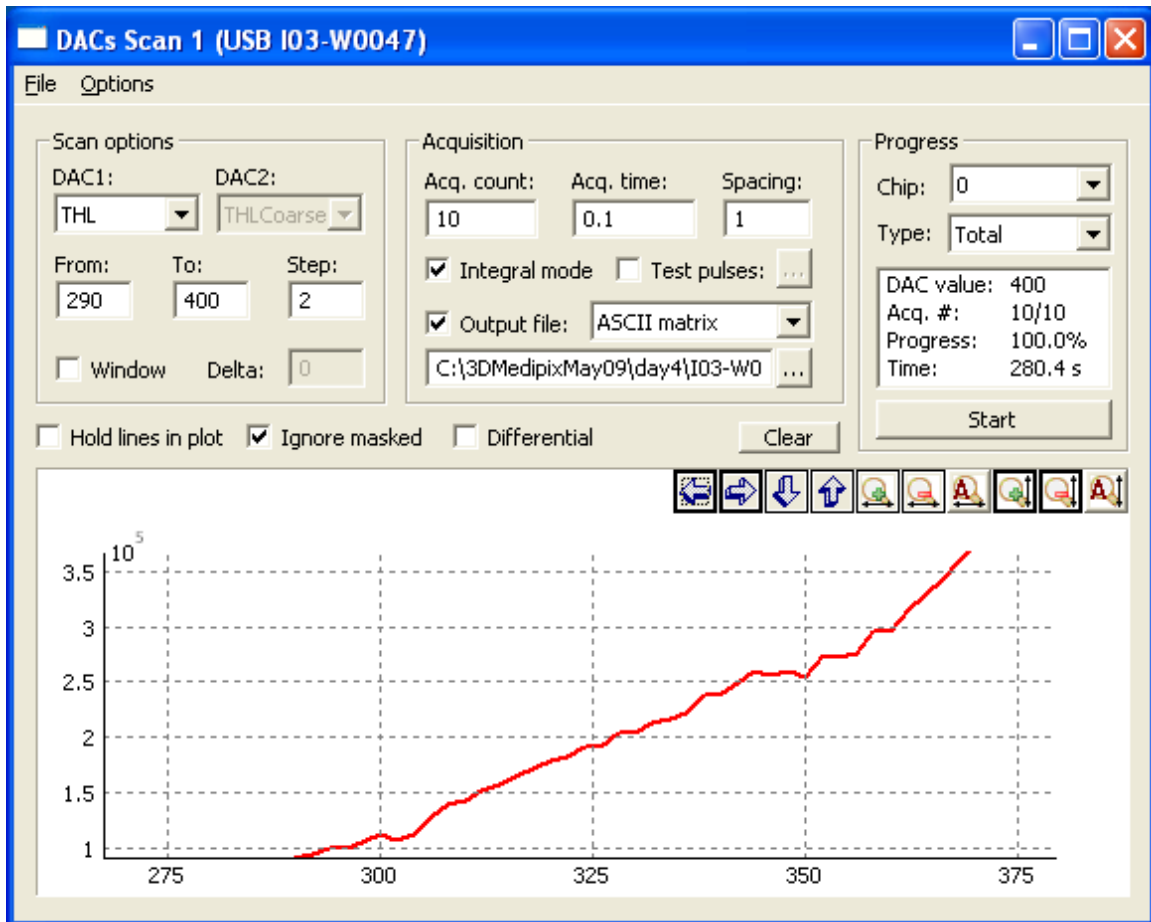 DACs Scan 1 (USB I03-W0047)
File Options
Scan options
DAC1: DAC2:
THL THLCoarse
From: To: Step:
290 400 2
Window Delta: 0
Acquisition
Acq. count: Acq. time: Spacing:
10 0.1 1
Integral mode Test pulses: ...
Output file: ASCII matrix
C:\3DMedipixMay09\day4\I03-W0 ...
Progress
Chip: 0
Type: Total
DAC value: 400
Acq. #: 10/10
Progress: 100.0%
Time: 280.4 s
Start
Hold lines in plot Ignore masked Differential Clear
A A
10⁵
3.5
3
2.5
2
1.5
1
275 300 325 350 375